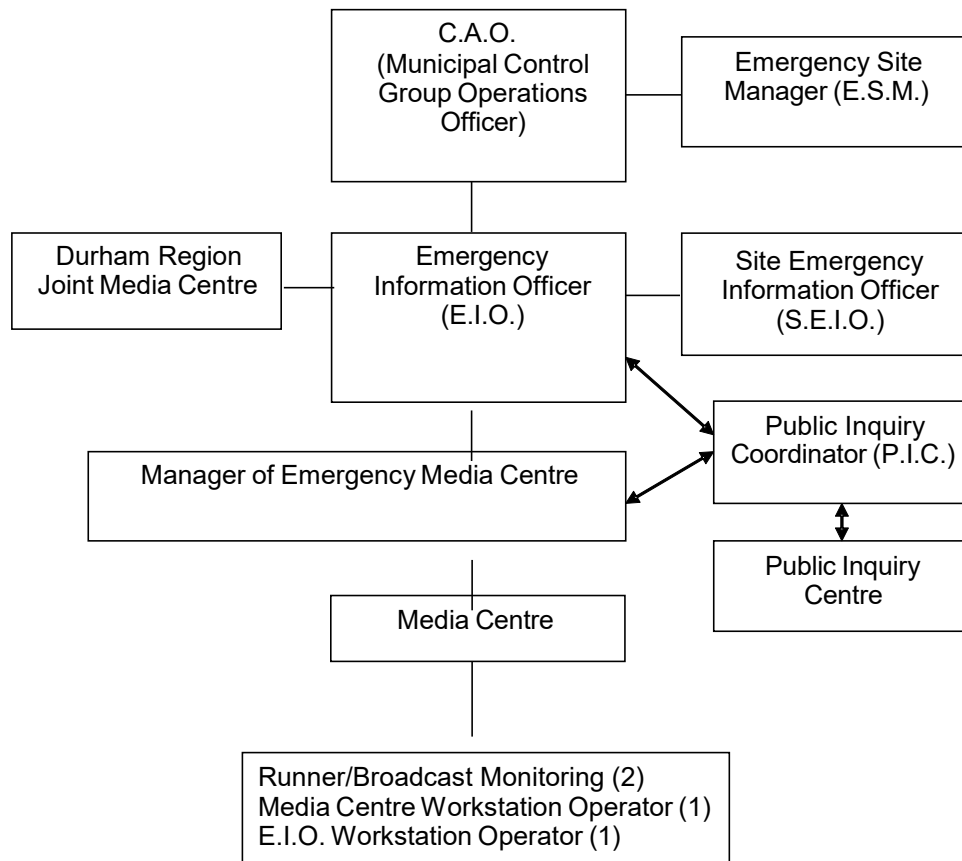 C.A.O.
(Municipal Control
Group Operations
Officer)
Emergency Site
Manager (E.S.M.)
Durham Region
Joint Media Centre
Emergency
Information Officer
(E.I.O.)
Site Emergency
Information Officer
(S.E.I.O.)
Public Inquiry
Coordinator (P.I.C.)
Manager of Emergency Media Centre
Public Inquiry
Centre
Media Centre
Runner/Broadcast Monitoring (2)
Media Centre Workstation Operator (1)
E.I.O. Workstation Operator (1)